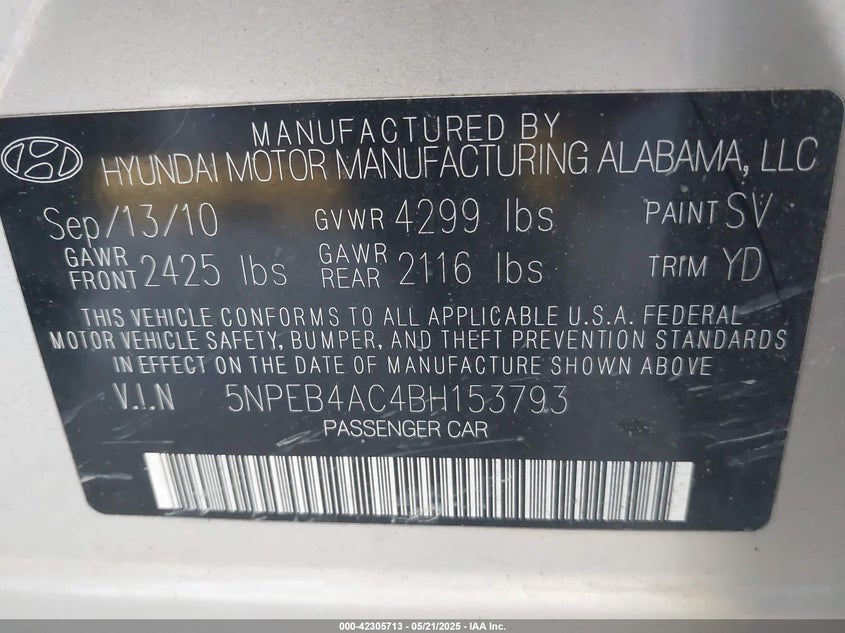 MANUFACTURED BY
HYUNDAI MOTOR MANUFACTURING ALABAMA, LLC
Sep/13/10 GVWR 4299 lbs PAINT SV
GAWR FRONT 2425 lbs GAWR REAR 2116 lbs TRIM YD
THIS VEHICLE CONFORMS TO ALL APPLICABLE U.S.A. FEDERAL
MOTOR VEHICLE SAFETY, BUMPER, AND THEFT PREVENTION STANDARDS
IN EFFECT ON THE DATE OF MANUFACTURE SHOWN ABOVE
V.I.N 5NPEB4AC4BH153793
PASSENGER CAR
000-42305713 - 05/21/2025 - IAA Inc.